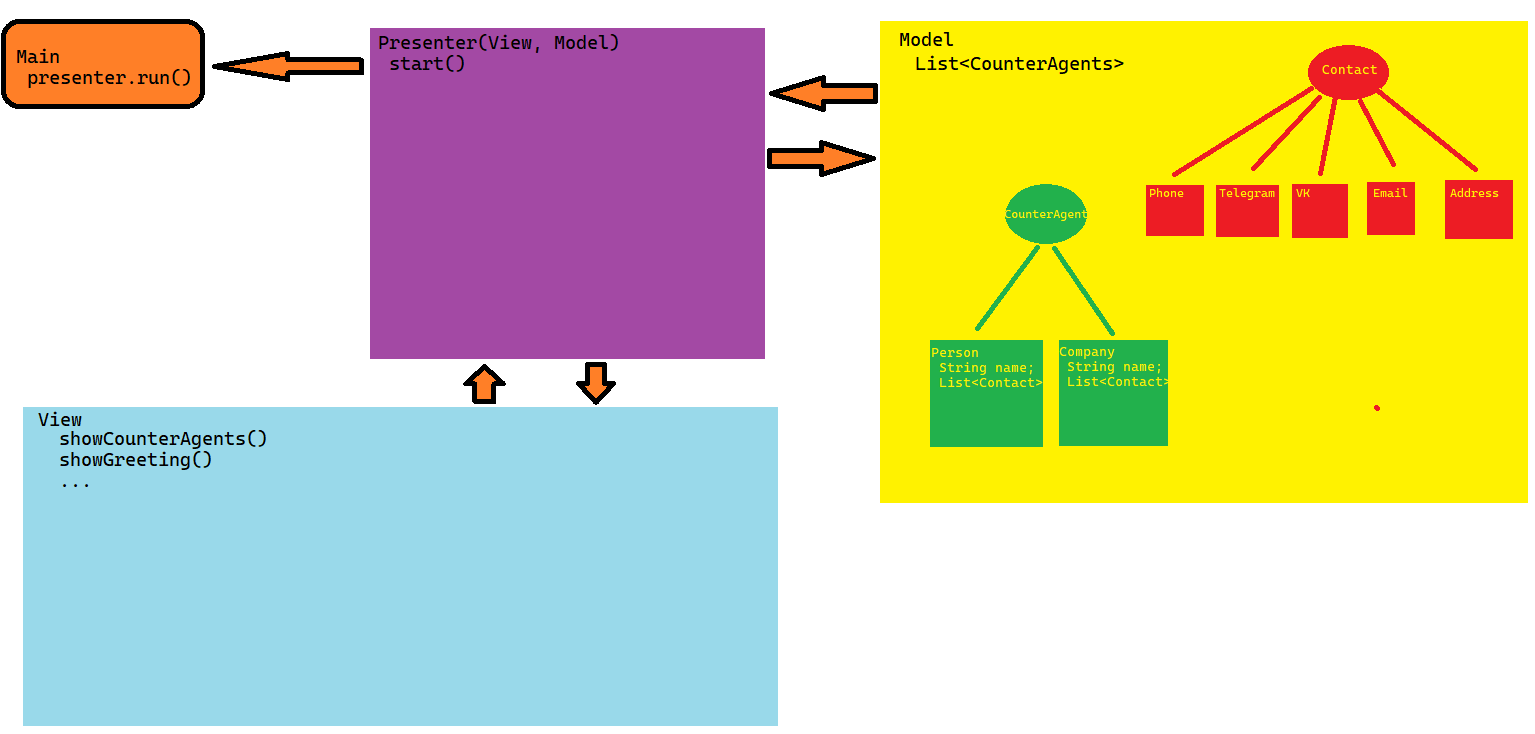 Main
presenter.run()
Presenter(View, Model)
start()
Model
List<CounterAgents>
Contact
Phone
Telegram
VK
Email
Address
CounterAgent
Person
String name;
List<Contact>
Company
String name;
List<Contact>
View
showCounterAgents()
showGreeting()
...